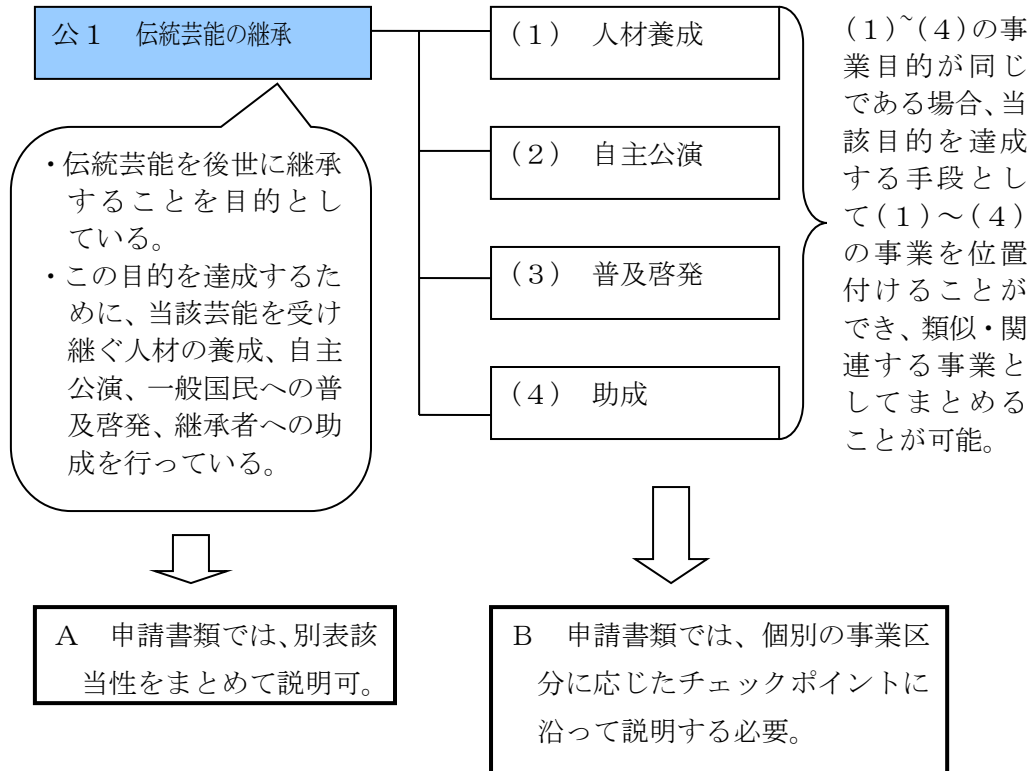 公１　伝統芸能の継承
・伝統芸能を後世に継承
することを目的とし
ている。
・この目的を達成するた
めに、当該芸能を受け
継ぐ人材の養成、自主
公演、一般国民への普
及啓発、継承者への助
成を行っている。
（１）　人材養成
（２）　自主公演
（３）　普及啓発
（４）　助成
(１)~(４)の事
業目的が同じ
である場合、当
該目的を達成
する手段とし
て(１)～(４)
の事業を位置
付けることが
でき、類似・関
連する事業と
してまとめる
ことが可能。
Ａ　申請書類では、別表該
当性をまとめて説明可。
Ｂ　申請書類では、個別の事業区
分に応じたチェックポイントに
沿って説明する必要。